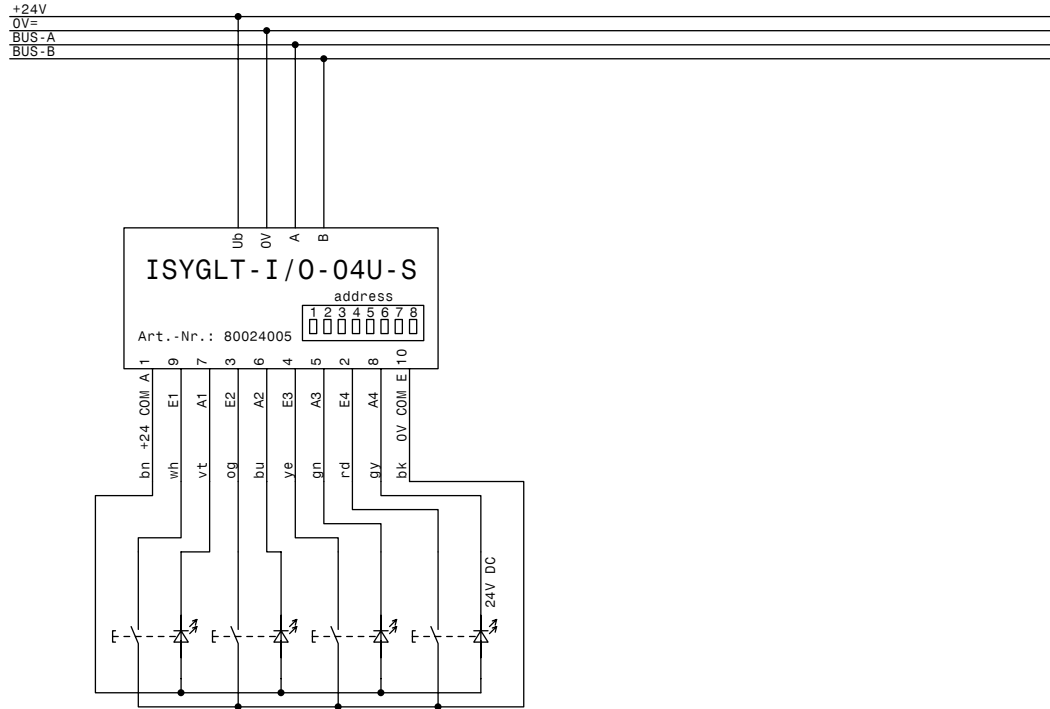 +24V
0V=
BUS-A
BUS-B
Ub 0V A B
ISYGLT-I/O-04U-S
address
1 2 3 4 5 6 7 8
Art.-Nr.: 80024005
1 9 7 3 6 4 5 2 8 10
+24 COM A E1 A1 E2 A2 E3 A3 E4 A4 0V COM E
bn wh vt og bu ye gn rd gy bk
24V DC